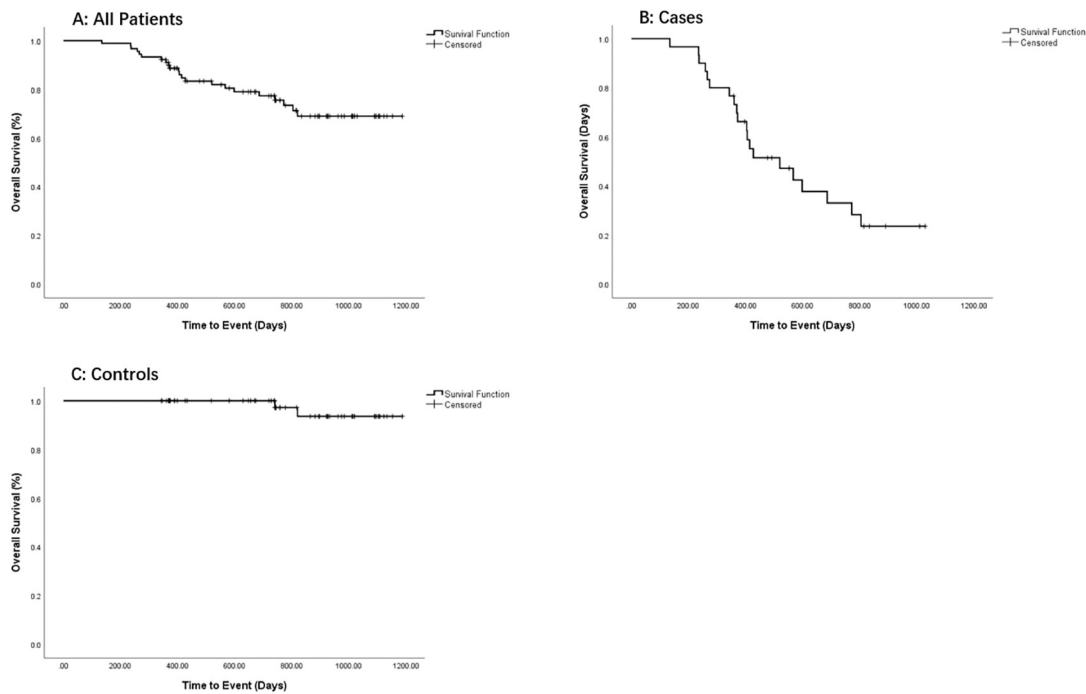 A: All Patients
Survival Function
Censored
1.0
0.8
0.6
0.4
0.2
0.0
Overall Survival (%)
.00 200.00 400.00 600.00 800.00 1000.00 1200.00
Time to Event (Days)
B: Cases
Survival Function
Censored
1.0
0.8
0.6
0.4
0.2
0.0
Overall Survival (Days)
.00 200.00 400.00 600.00 800.00 1000.00 1200.00
Time to Event (Days)
C: Controls
Survival Function
Censored
1.0
0.8
0.6
0.4
0.2
0.0
Overall Survival (%)
.00 200.00 400.00 600.00 800.00 1000.00 1200.00
Time to Event (Days)